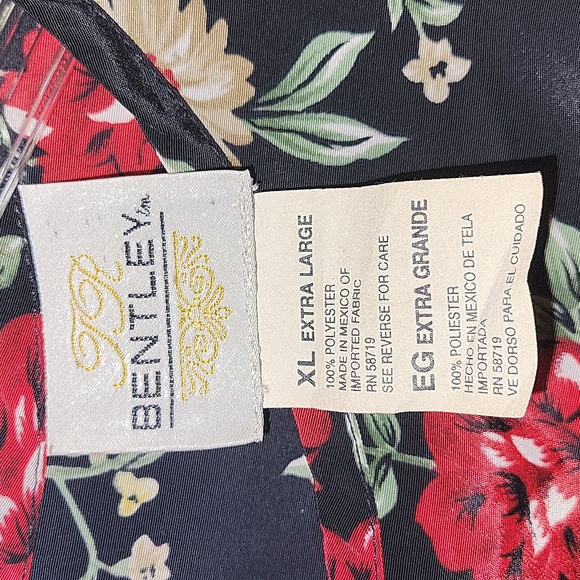 BENTLEY
XL EXTRA LARGE
100% POLYESTER
MADE IN MEXICO OF
IMPORTED FABRIC
RN 58719
SEE REVERSE FOR CARE
EG EXTRA GRANDE
100% POLIESTER
HECHO EN MEXICO DE TELA
IMPORTADA
RN 58719
VE DORSO PARA EL CUIDADO